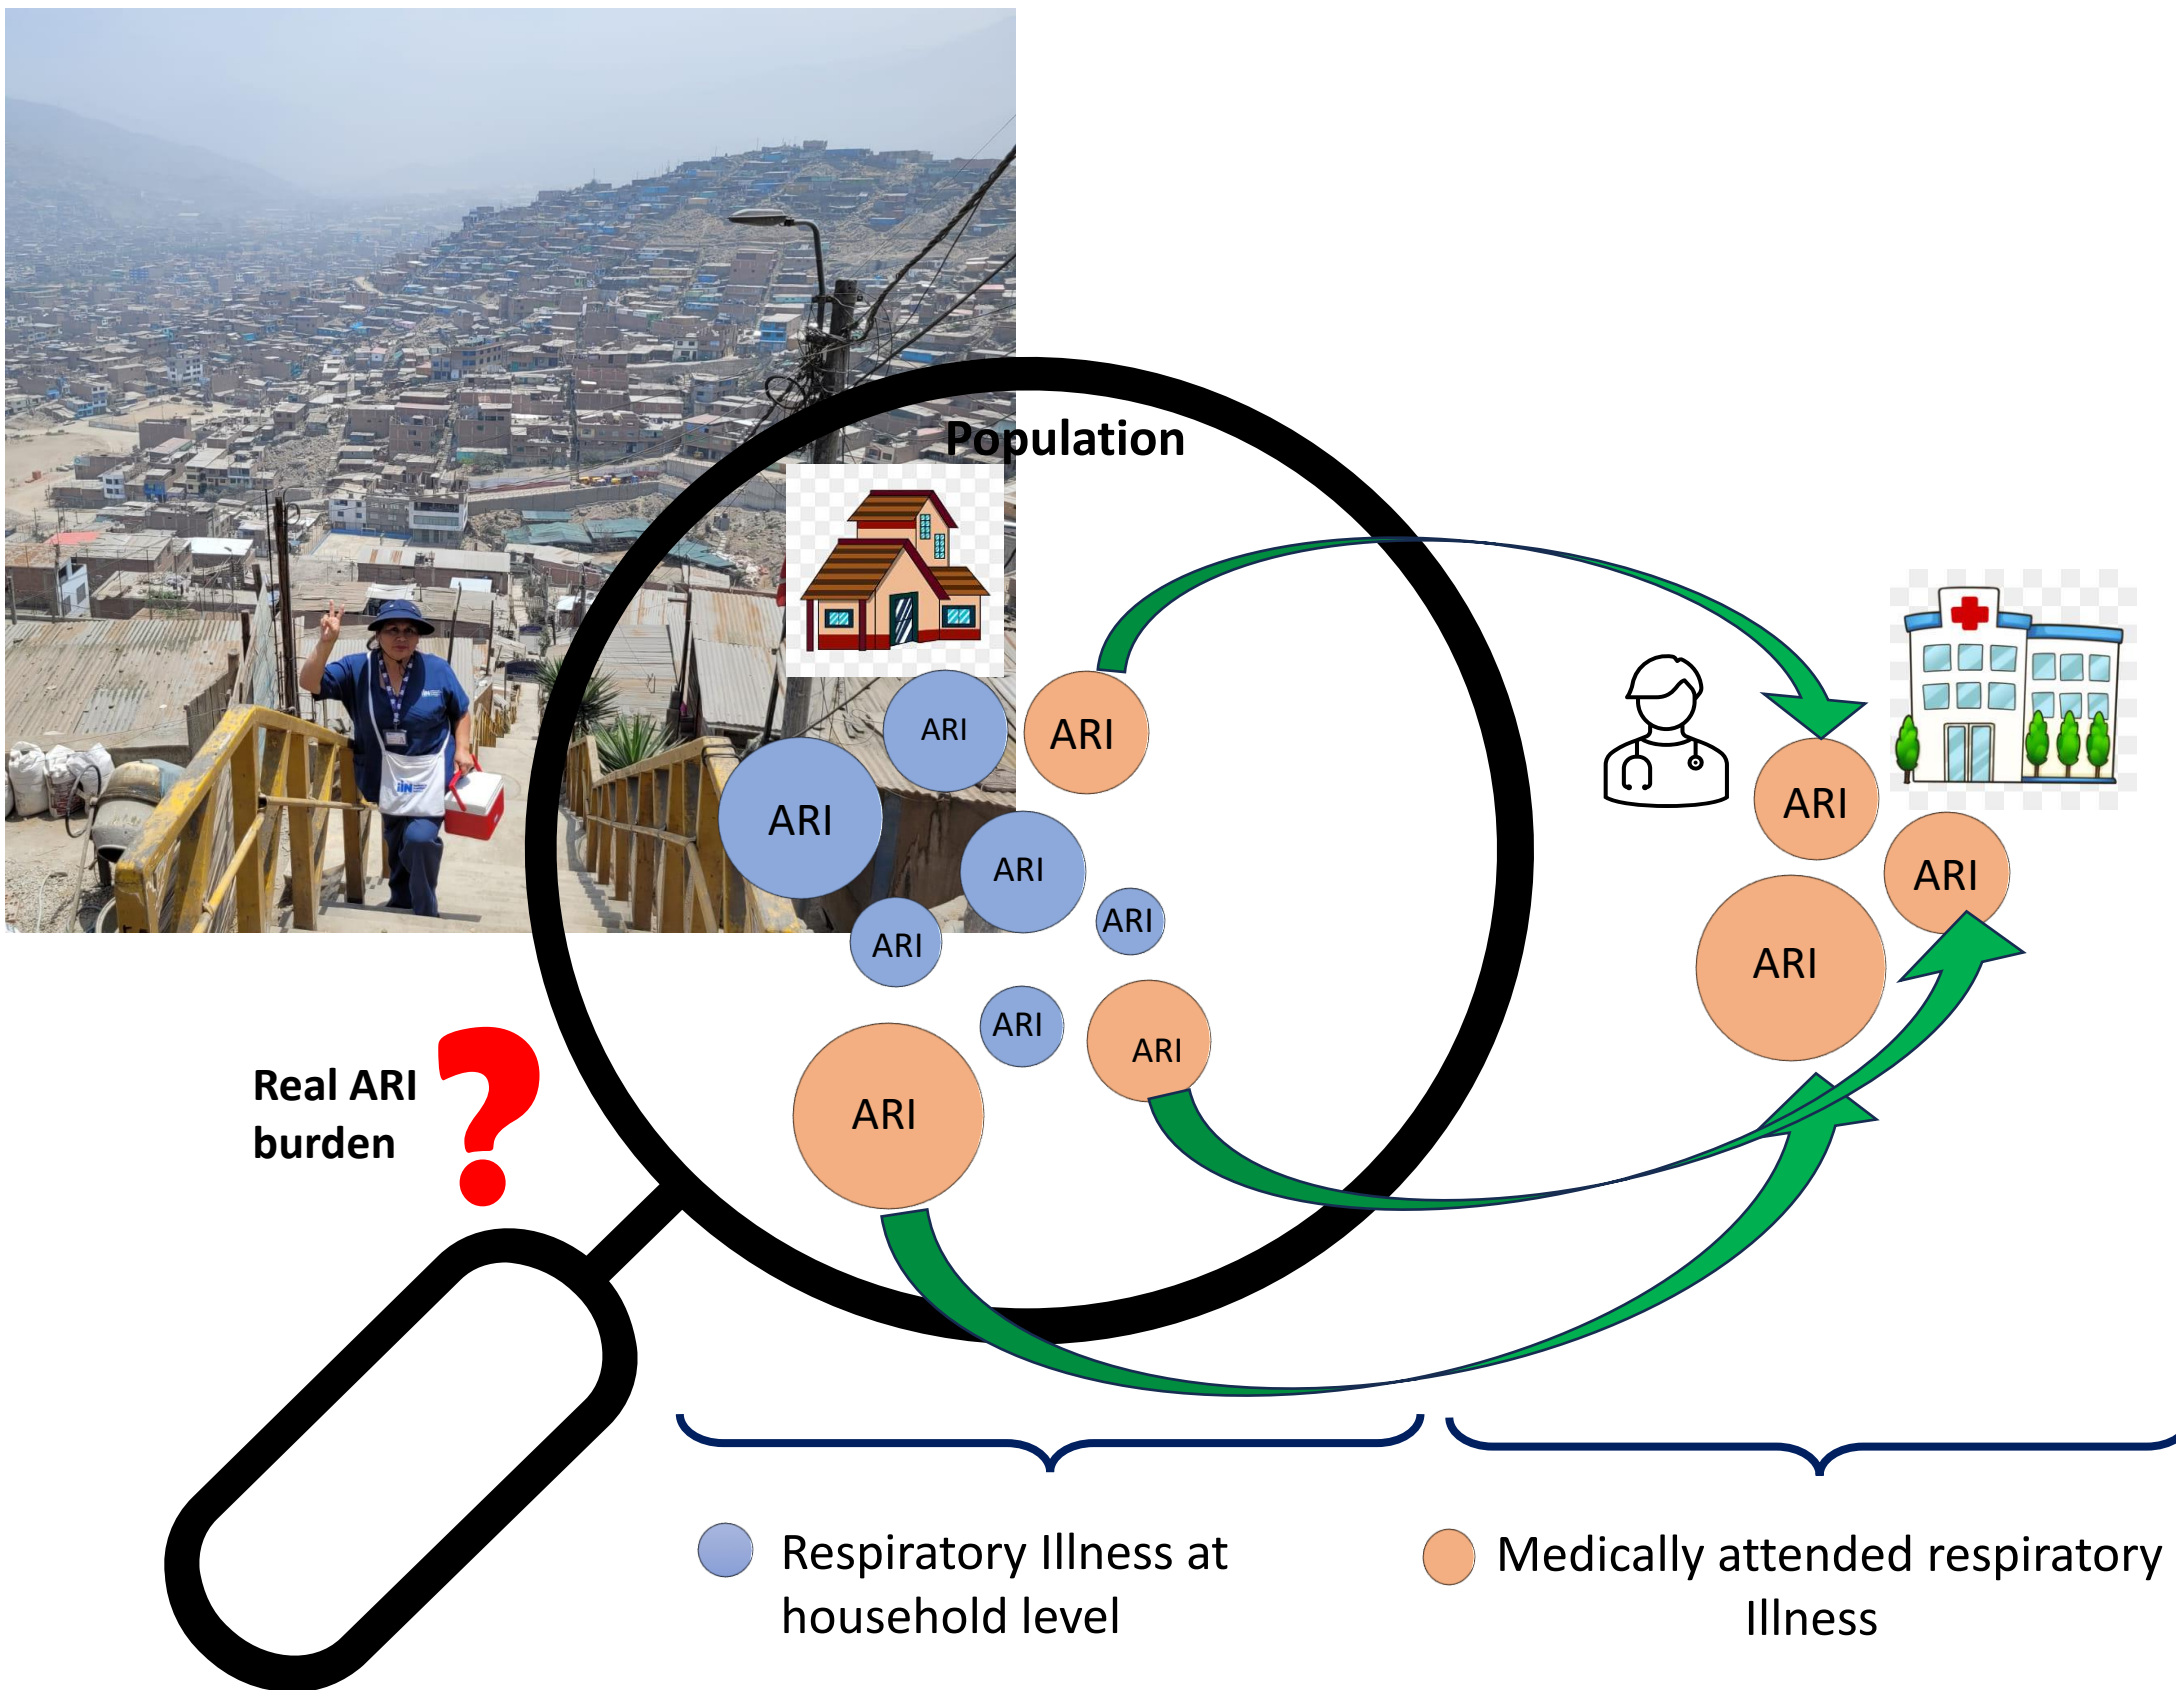 Population
ARI
ARI
ARI
ARI
ARI
ARI
ARI
ARI
ARI
ARI
ARI
ARI
Real ARI
burden
?
iiN
Respiratory Illness at
household level
Medically attended respiratory
Illness